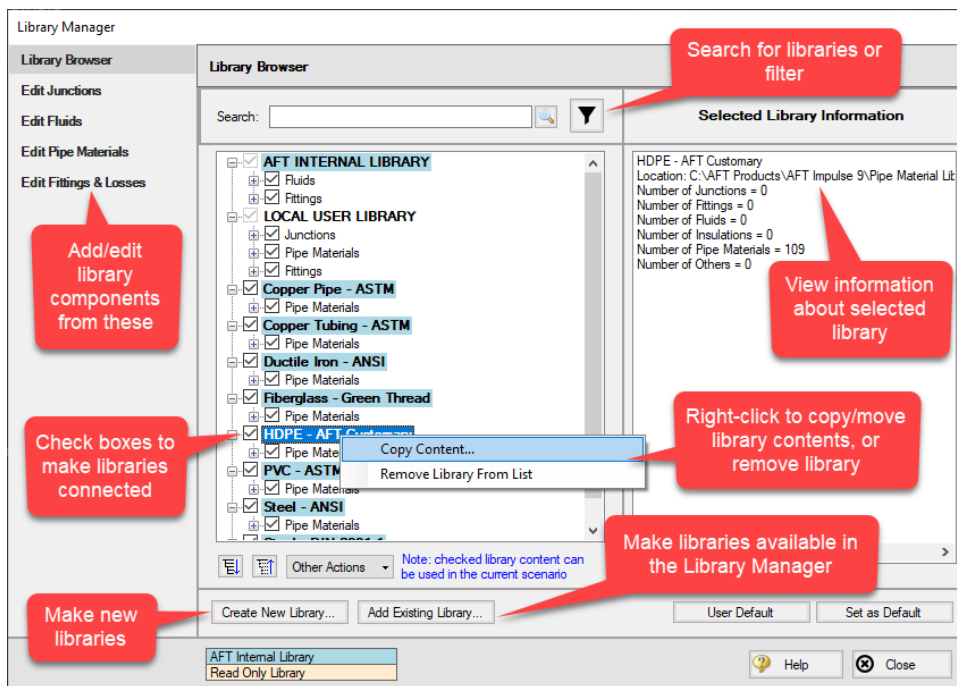 Library Manager
Library Browser
Edit Junctions
Edit Fluids
Edit Pipe Materials
Edit Fittings & Losses
Add/edit
library
components
from these
Check boxes to
make libraries
connected
Make new
libraries
Library Browser
Search for libraries or
filter
Search:
AFT INTERNAL LIBRARY
Fluids
Fittings
LOCAL USER LIBRARY
Junctions
Pipe Materials
Fittings
Copper Pipe - ASTM
Pipe Materials
Copper Tubing - ASTM
Pipe Materials
Ductile Iron - ANSI
Pipe Materials
Fiberglass - Green Thread
Pipe Materials
HDPE - AFT Customary
Pipe Mate
PVC - ASTM
Pipe Materials
Steel - ANSI
Pipe Materials
Copy Content...
Remove Library From List
Selected Library Information
HDPE - AFT Customary
Location: C:\AFT Products\AFT Impulse 9\Pipe Material Lib
Number of Junctions = 0
Number of Fittings = 0
Number of Fluids = 0
Number of Insulations = 0
Number of Pipe Materials = 109
Number of Others = 0
View information
about selected
library
Right-click to copy/move
library contents, or
remove library
Make libraries available in
the Library Manager
Other Actions
Note: checked library content can
be used in the current scenario
Create New Library...
Add Existing Library...
User Default
Set as Default
AFT Internal Library
Read Only Library
Help
Close